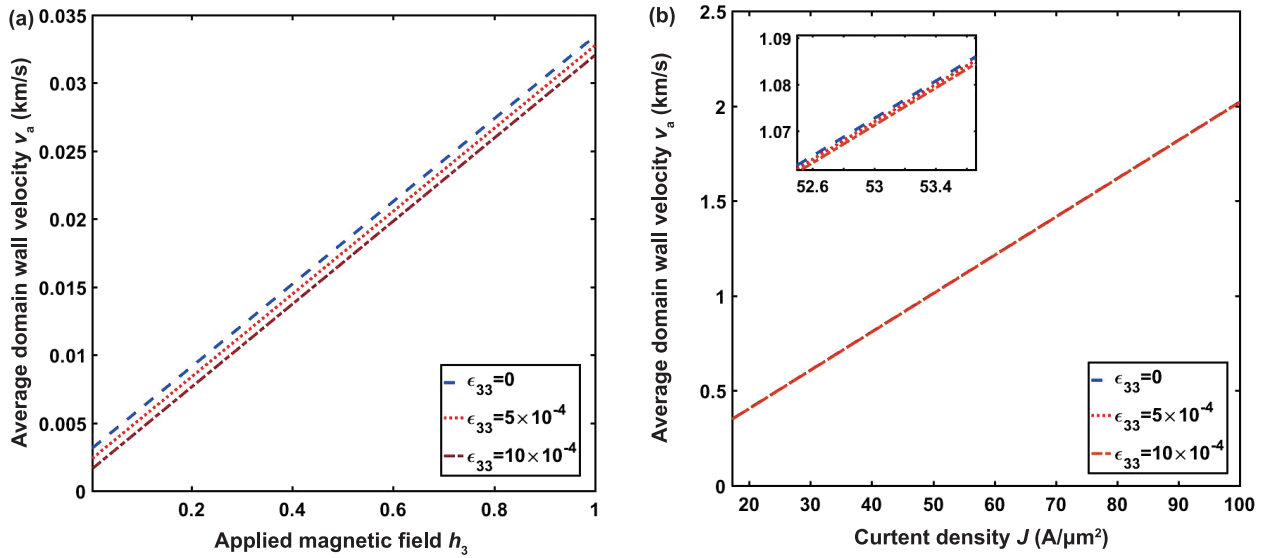 (a)
0.035
0.03
0.025
0.02
0.015
0.01
0.005
0
0.2
0.4
0.6
0.8
1
Average domain wall velocity vₐ (km/s)
Applied magnetic field h₃
ϵ₃₃=0
ϵ₃₃=5×10⁻⁴
ϵ₃₃=10×10⁻⁴
(b)
2.5
2
1.5
1
0.5
0
20
30
40
50
60
70
80
90
100
Average domain wall velocity vₐ (km/s)
Curtent density J (A/μm²)
1.09
1.08
1.07
52.6
53
53.4
ϵ₃₃=0
ϵ₃₃=5×10⁻⁴
ϵ₃₃=10×10⁻⁴